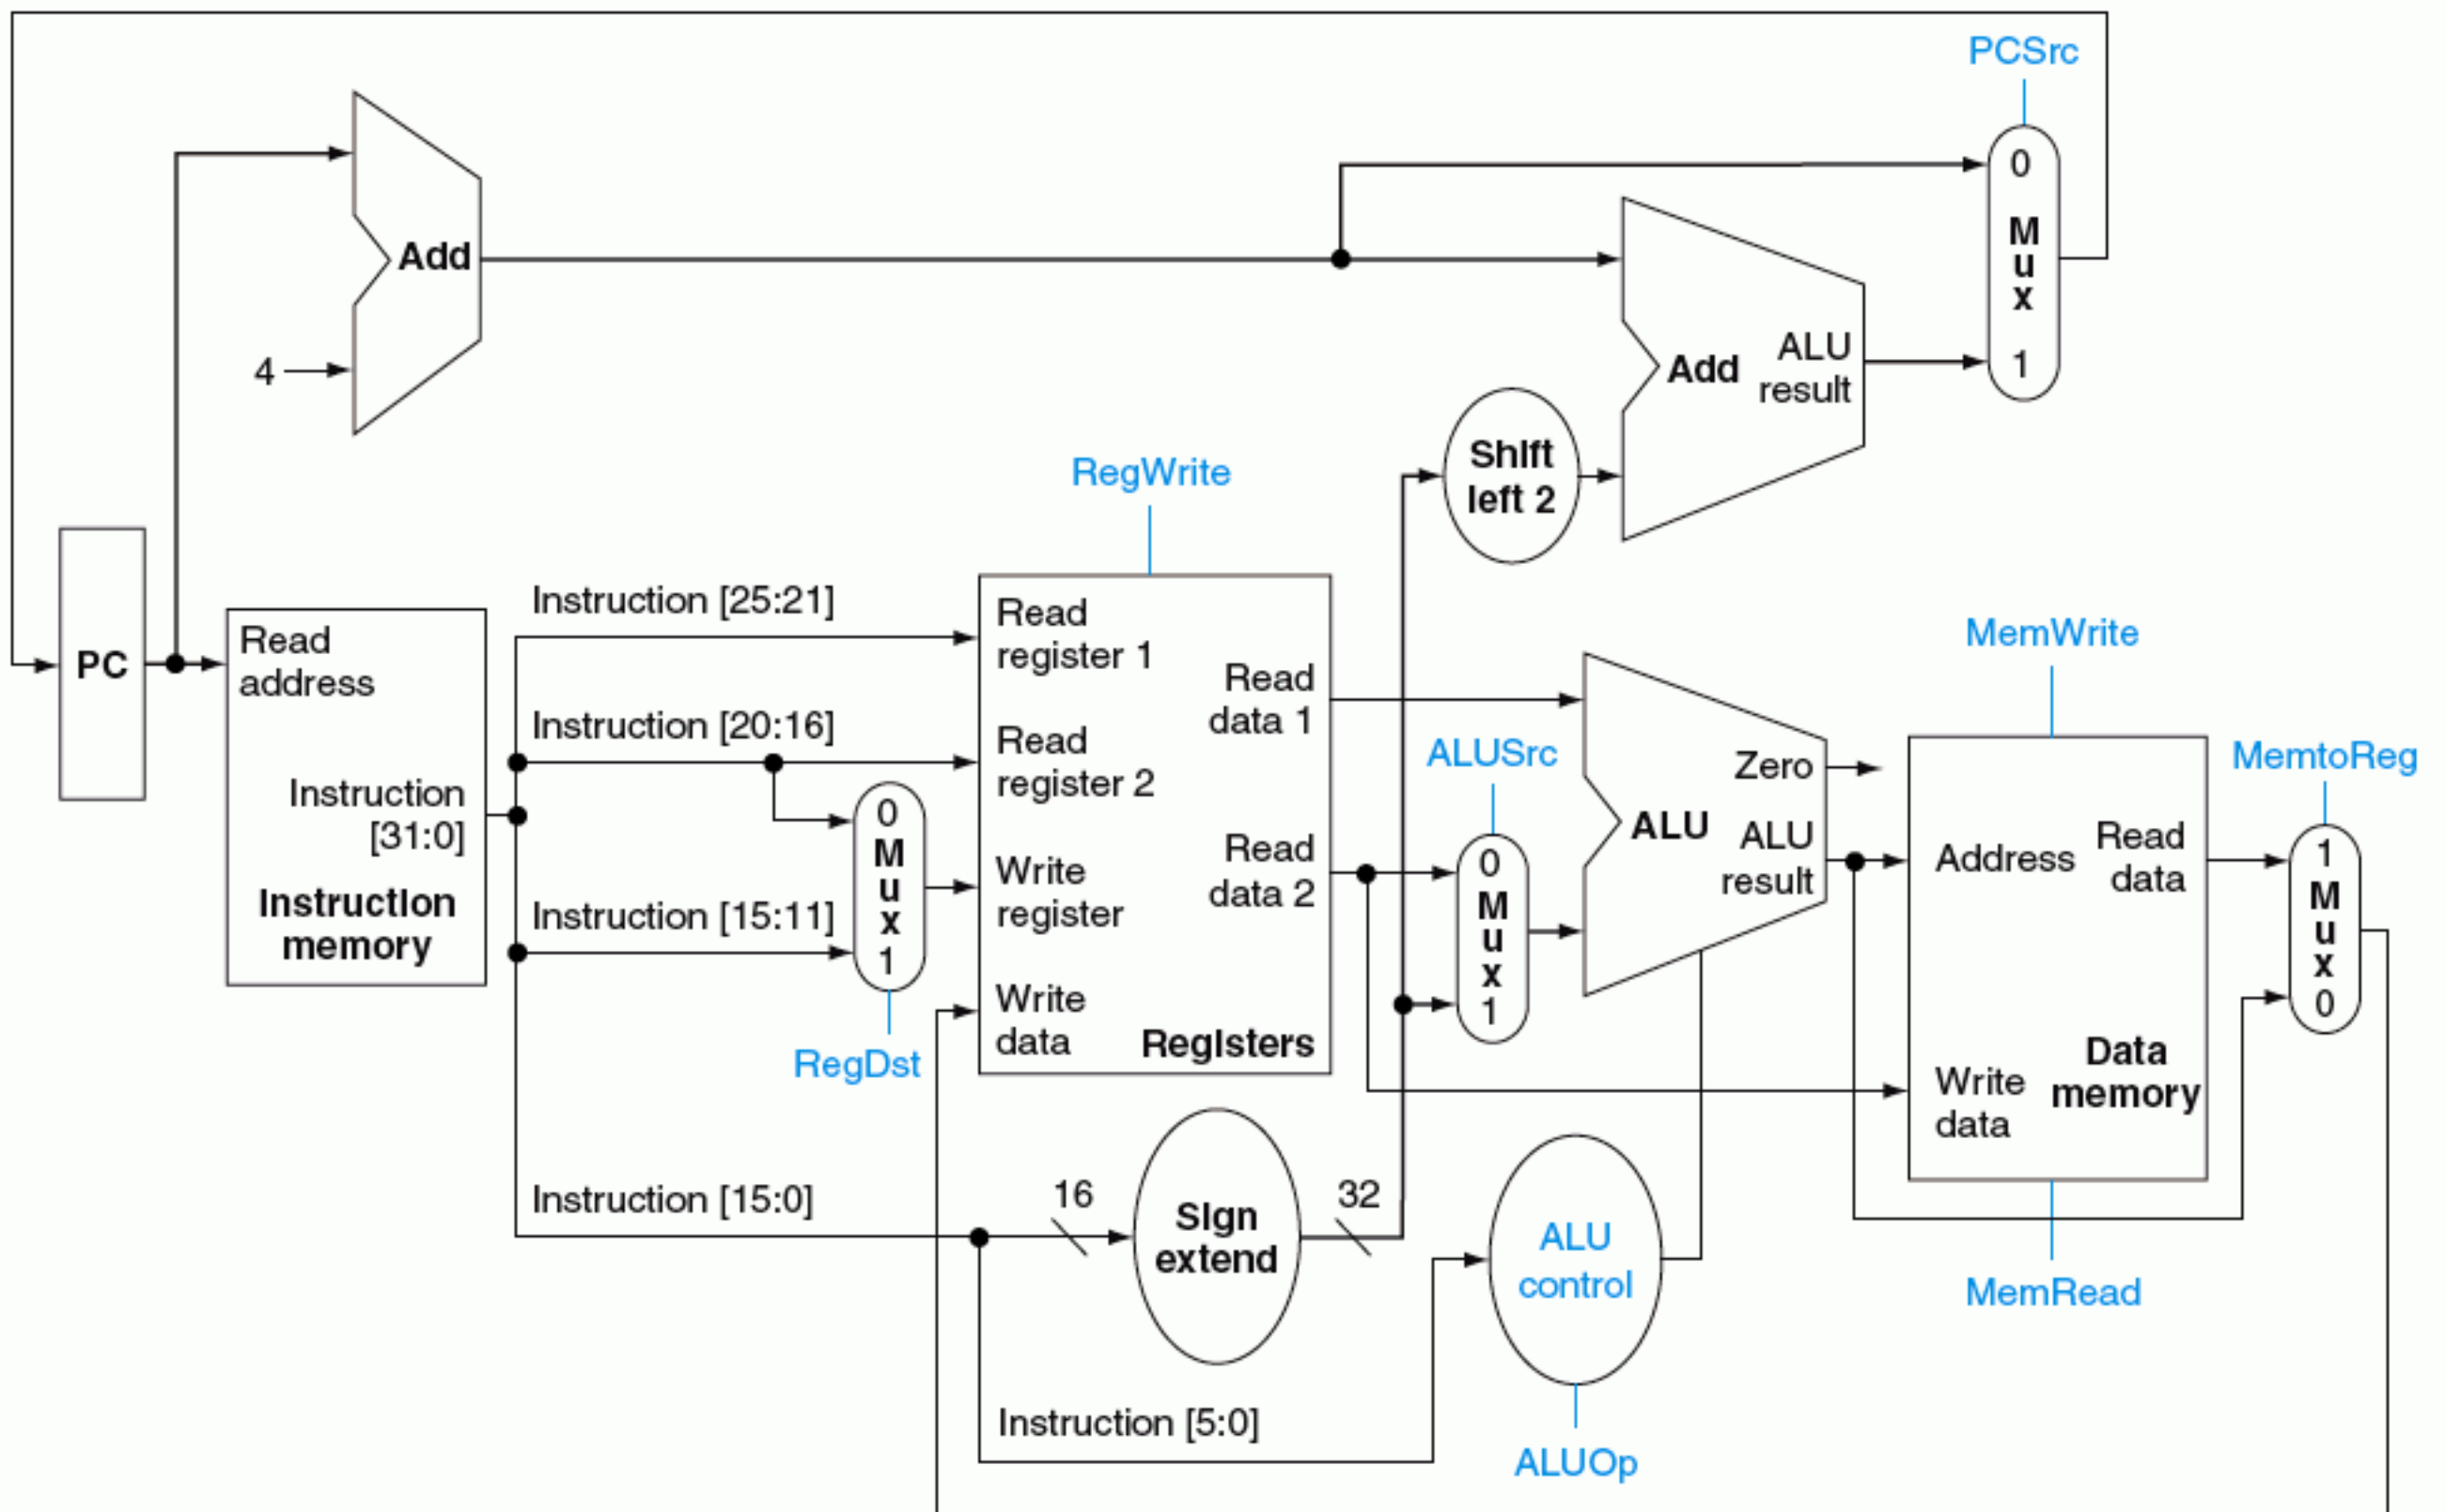 PCSrc
0
M
u
x
1
Add
4
Add
ALU
result
Shift
left 2
RegWrite
PC
Read
address
Instruction
[31:0]
Instruction
memory
Instruction [25:21]
Instruction [20:16]
Instruction [15:11]
Instruction [15:0]
0
M
u
x
1
RegDst
Read
register 1
Read
register 2
Write
register
Write
data
Read
data 1
Read
data 2
Registers
16
Sign
extend
32
Instruction [5:0]
ALUSrc
0
M
u
x
1
Zero
ALU
ALU
result
ALU
control
ALUOp
MemWrite
Address
Read
data
Write
data
Data
memory
MemRead
MemtoReg
1
M
u
x
0